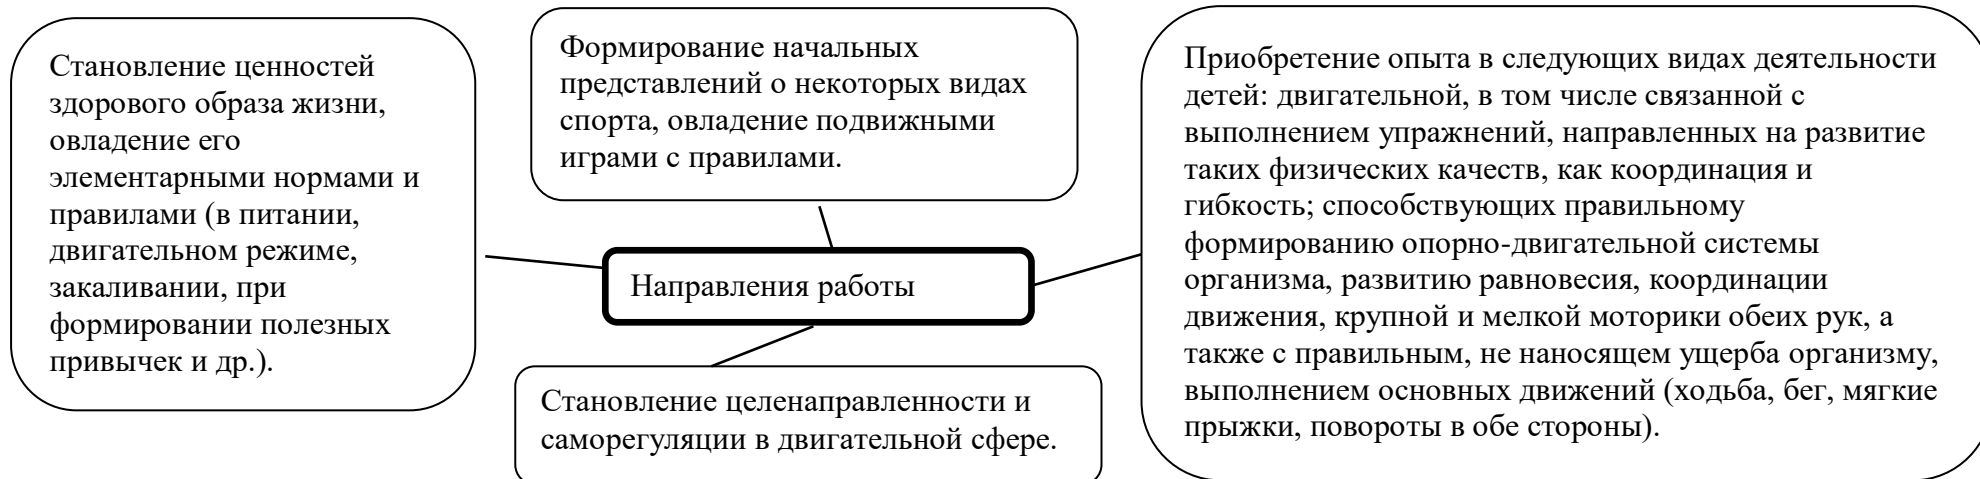 Становление ценностей
здорового образа жизни,
овладение его
элементарными нормами и
правилами (в питании,
двигательном режиме,
закаливании, при
формировании полезных
привычек и др.).
Формирование начальных
представлений о некоторых видах
спорта, овладение подвижными
играми с правилами.
Приобретение опыта в следующих видах деятельности
детей: двигательной, в том числе связанной с
выполнением упражнений, направленных на развитие
таких физических качеств, как координация и
гибкость; способствующих правильному
формированию опорно-двигательной системы
организма, развитию равновесия, координации
движения, крупной и мелкой моторики обеих рук, а
также с правильным, не наносящем ущерба организму,
выполнением основных движений (ходьба, бег, мягкие
прыжки, повороты в обе стороны).
Направления работы
Становление целенаправленности и
саморегуляции в двигательной сфере.